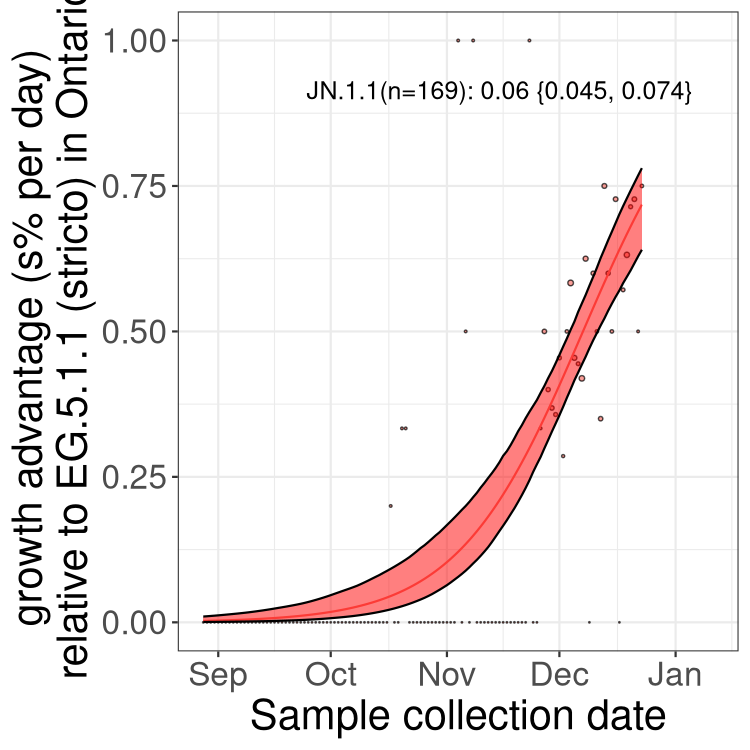 growth advantage (s% per day)
relative to EG.5.1.1 (stricto) in Ontario
1.00
0.75
0.50
0.25
0.00
JN.1.1(n=169): 0.06 {0.045, 0.074}
Sep Oct Nov Dec Jan
Sample collection date